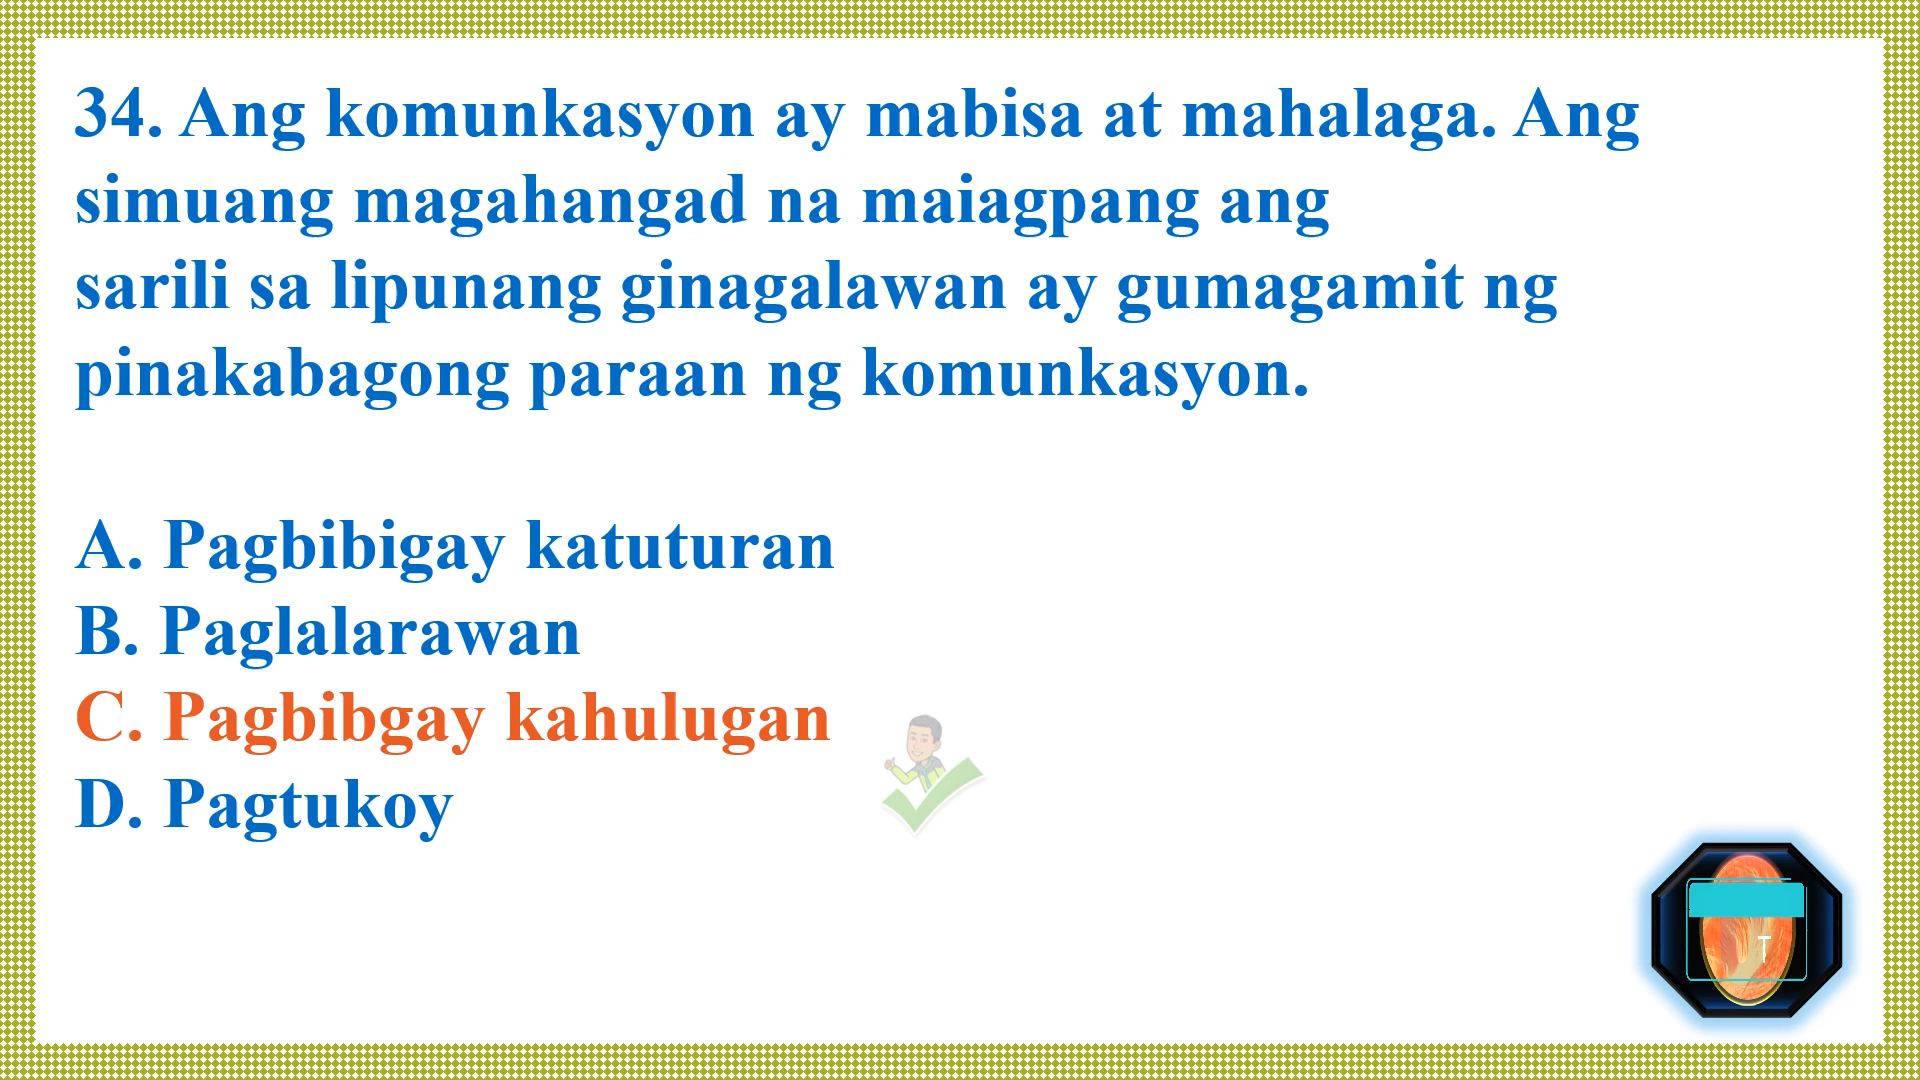 34. Ang komunkasyon ay mabisa at mahalaga. Ang
simuang magahangad na maiagpang ang
sarili sa lipunang ginagalawan ay gumagamit ng
pinakabagong paraan ng komunkasyon.
A. Pagbibigay katuturan
B. Paglalarawan
C. Pagbibgay kahulugan
D. Pagtukoy
T